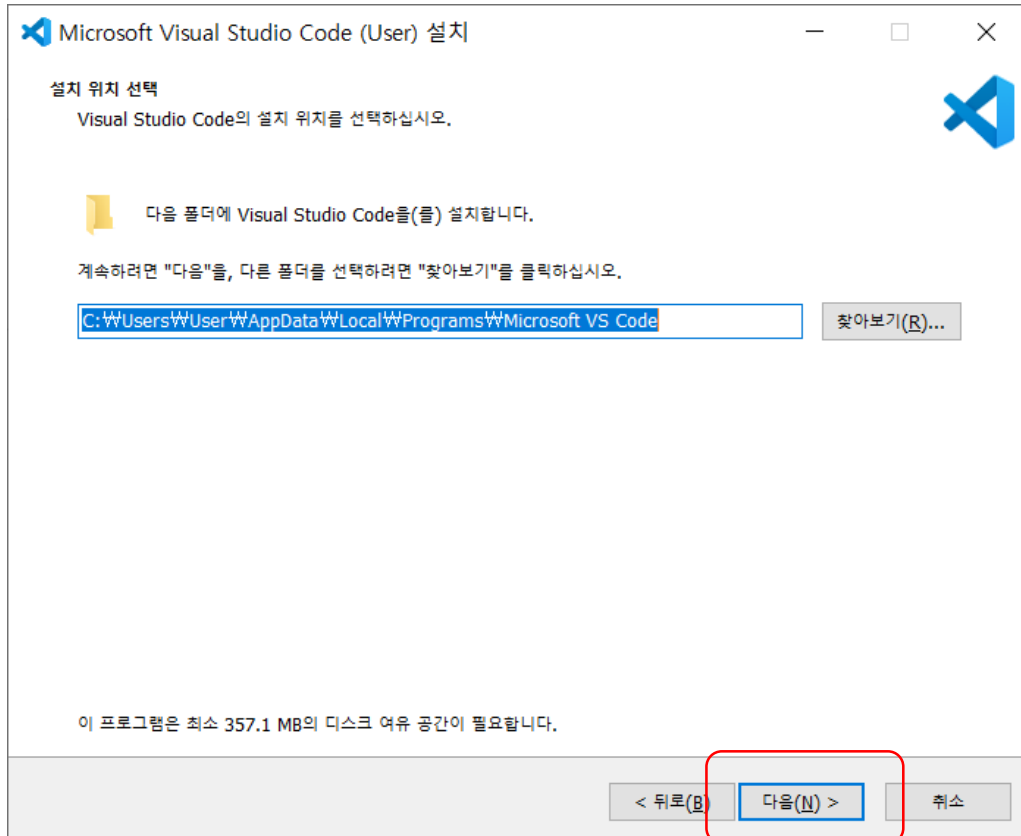 Microsoft Visual Studio Code (User) 설치
설치 위치 선택
Visual Studio Code의 설치 위치를 선택하십시오.
다음 폴더에 Visual Studio Code을(를) 설치합니다.
계속하려면 "다음"을, 다른 폴더를 선택하려면 "찾아보기"를 클릭하십시오.
C:₩Users₩User₩AppData₩Local₩Programs₩Microsoft VS Code
찾아보기(R)...
이 프로그램은 최소 357.1 MB의 디스크 여유 공간이 필요합니다.
< 뒤로(B) 다음(N) > 취소